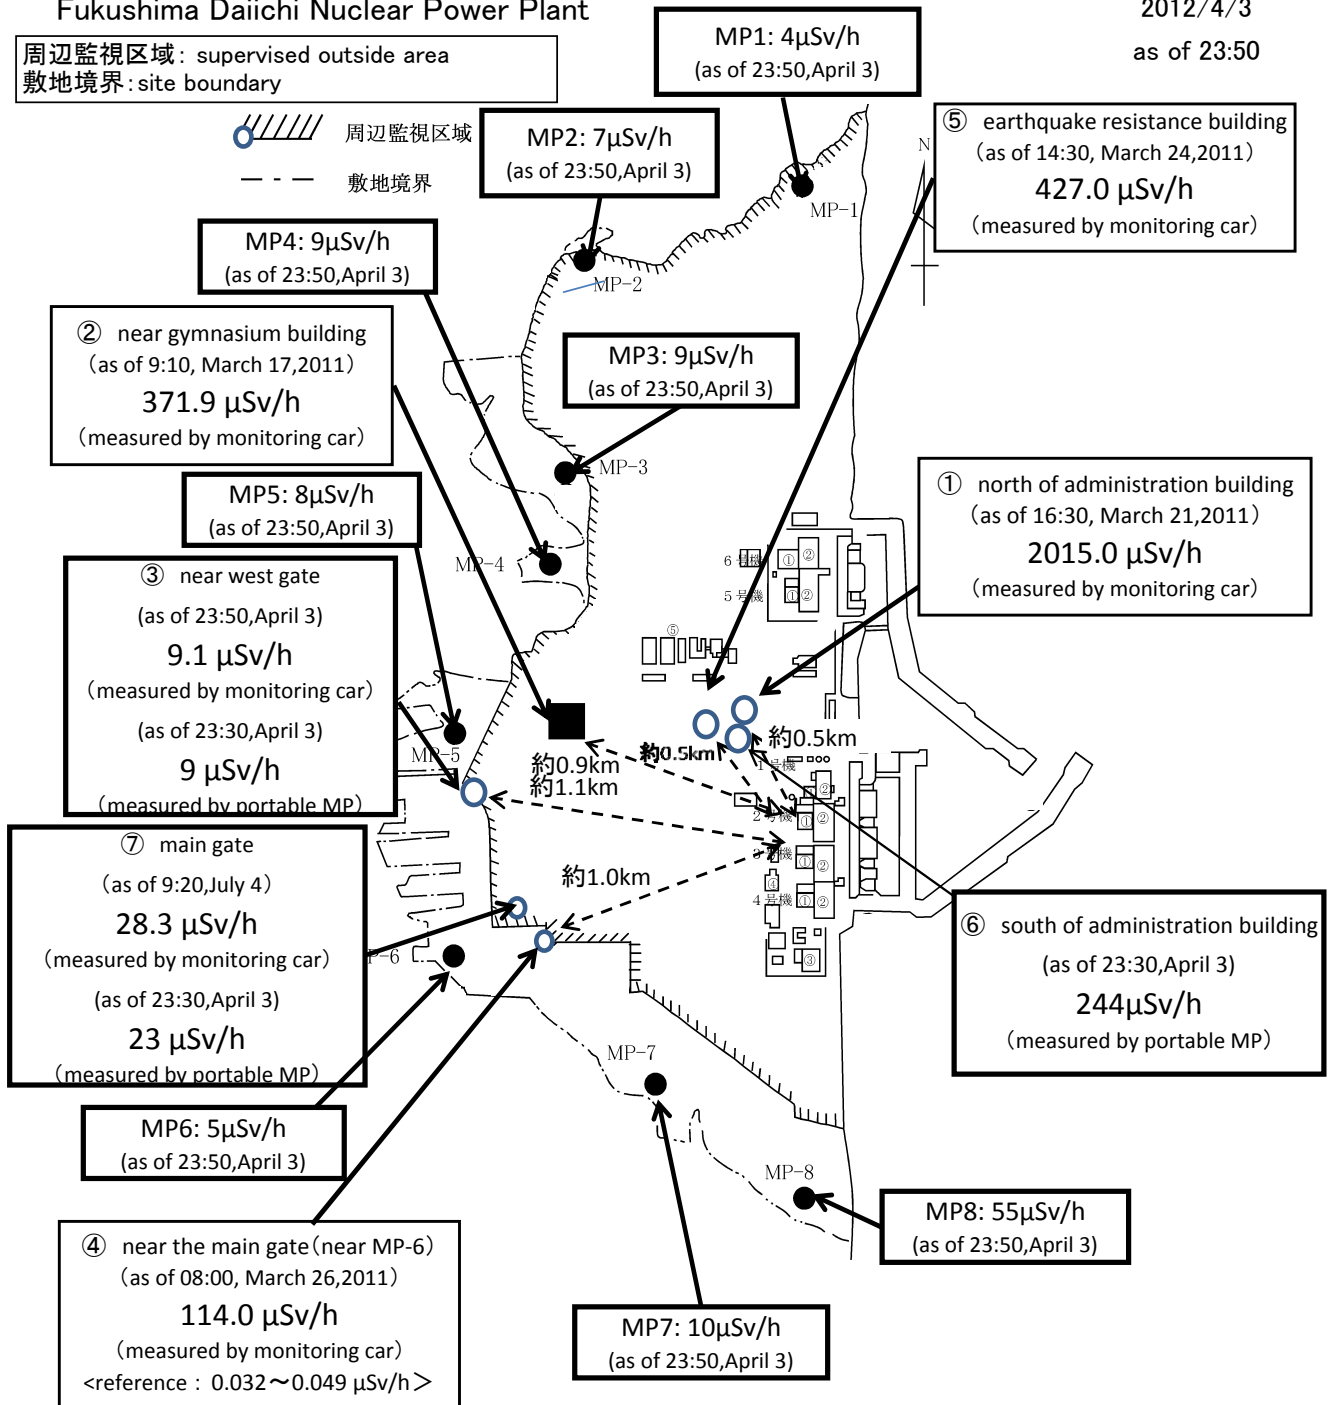 Fukushima Daiichi Nuclear Power Plant
2012/4/3
as of 23:50
周辺監視区域: supervised outside area
敷地境界:site boundary
周辺監視区域
敷地境界
MP1: 4μSv/h
(as of 23:50,April 3)
MP2: 7μSv/h
(as of 23:50,April 3)
⑤ earthquake resistance building
(as of 14:30, March 24,2011)
427.0 μSv/h
(measured by monitoring car)
N
MP-1
MP4: 9μSv/h
(as of 23:50,April 3)
MP-2
② near gymnasium building
(as of 9:10, March 17,2011)
371.9 μSv/h
(measured by monitoring car)
MP3: 9μSv/h
(as of 23:50,April 3)
MP-3
MP5: 8μSv/h
(as of 23:50,April 3)
① north of administration building
(as of 16:30, March 21,2011)
2015.0 μSv/h
(measured by monitoring car)
MP-4
③ near west gate
(as of 23:50,April 3)
9.1 μSv/h
(measured by monitoring car)
(as of 23:30,April 3)
9 μSv/h
(measured by portable MP)
6号機
① ②
5号機
① ②
⑤
MP-5
約0.9km
約1.1km
約0.5km
約0.5km
1号機
②
2号機
① ②
3号機
① ②
④
4号機
① ②
③
約1.0km
⑦ main gate
(as of 9:20,July 4)
28.3 μSv/h
(measured by monitoring car)
(as of 23:30,April 3)
23 μSv/h
(measured by portable MP)
P-6
⑥ south of administration building
(as of 23:30,April 3)
244μSv/h
(measured by portable MP)
MP-7
MP6: 5μSv/h
(as of 23:50,April 3)
MP-8
MP8: 55μSv/h
(as of 23:50,April 3)
④ near the main gate(near MP-6)
(as of 08:00, March 26,2011)
114.0 μSv/h
(measured by monitoring car)
<reference : 0.032～0.049 μSv/h＞
MP7: 10μSv/h
(as of 23:50,April 3)